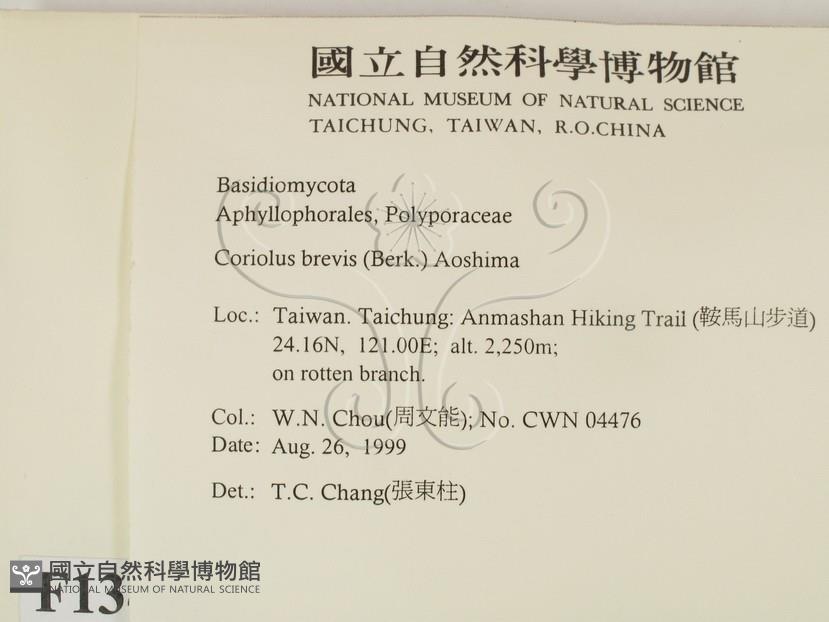 國立自然科學博物館
NATIONAL MUSEUM OF NATURAL SCIENCE
TAICHUNG, TAIWAN, R.O.CHINA
Basidiomycota
Aphyllophorales, Polyporaceae
Coriolus brevis (Berk.) Aoshima
Loc.: Taiwan. Taichung: Anmashan Hiking Trail (鞍馬山步道)
24.16N, 121.00E; alt. 2,250m;
on rotten branch.
Col.: W.N. Chou(周文能); No. CWN 04476
Date: Aug. 26, 1999
Det.: T.C. Chang(張東柱)
國立自然科學博物館
NATIONAL MUSEUM OF NATURAL SCIENCE